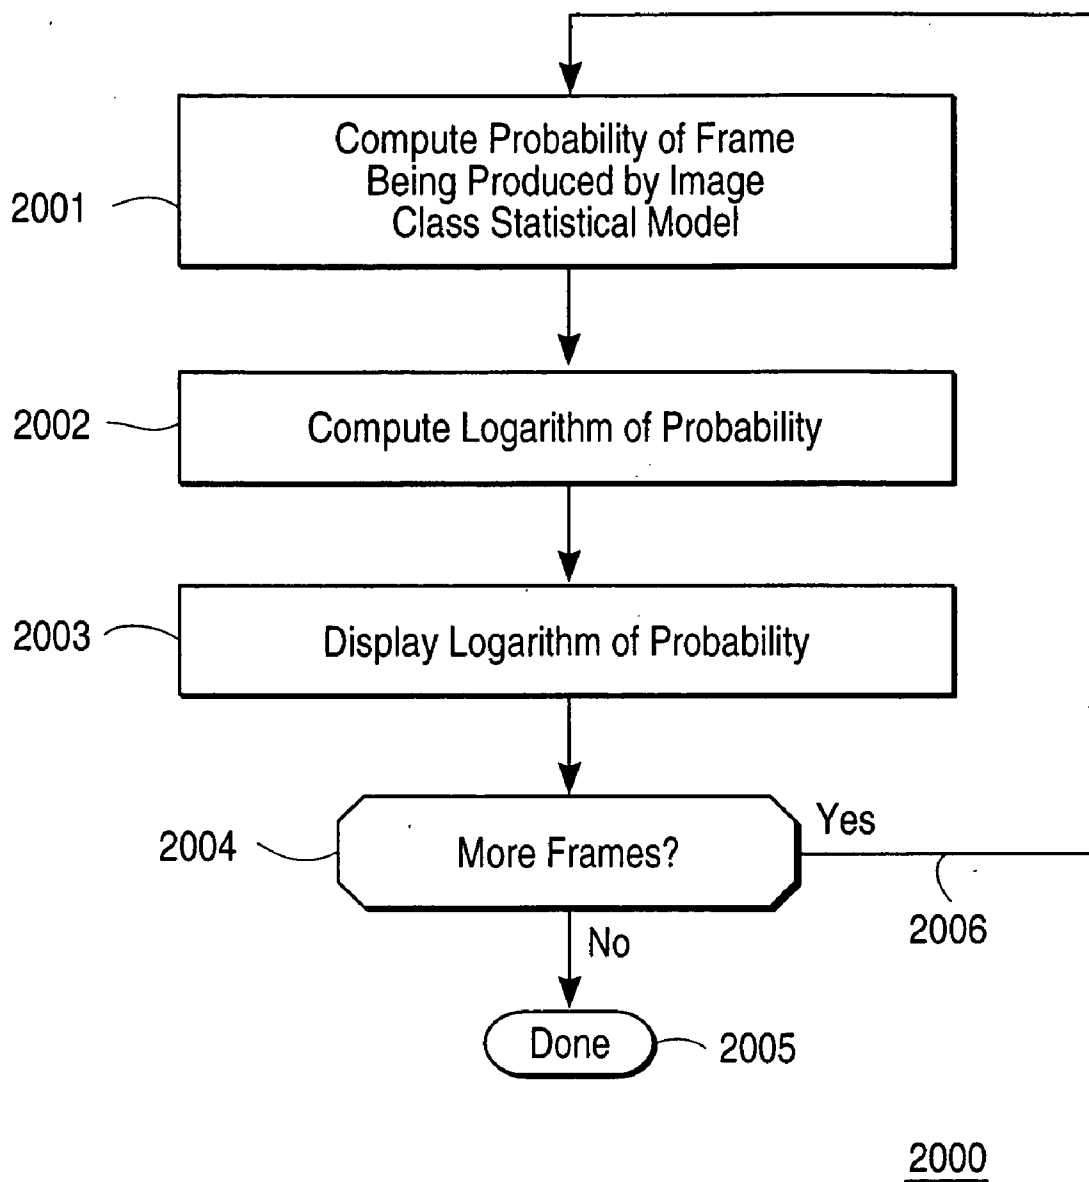 Compute Probability of Frame
Being Produced by Image
Class Statistical Model
2001
2002
Compute Logarithm of Probability
2003
Display Logarithm of Probability
2004
More Frames?
Yes
2006
No
Done
2005
2000